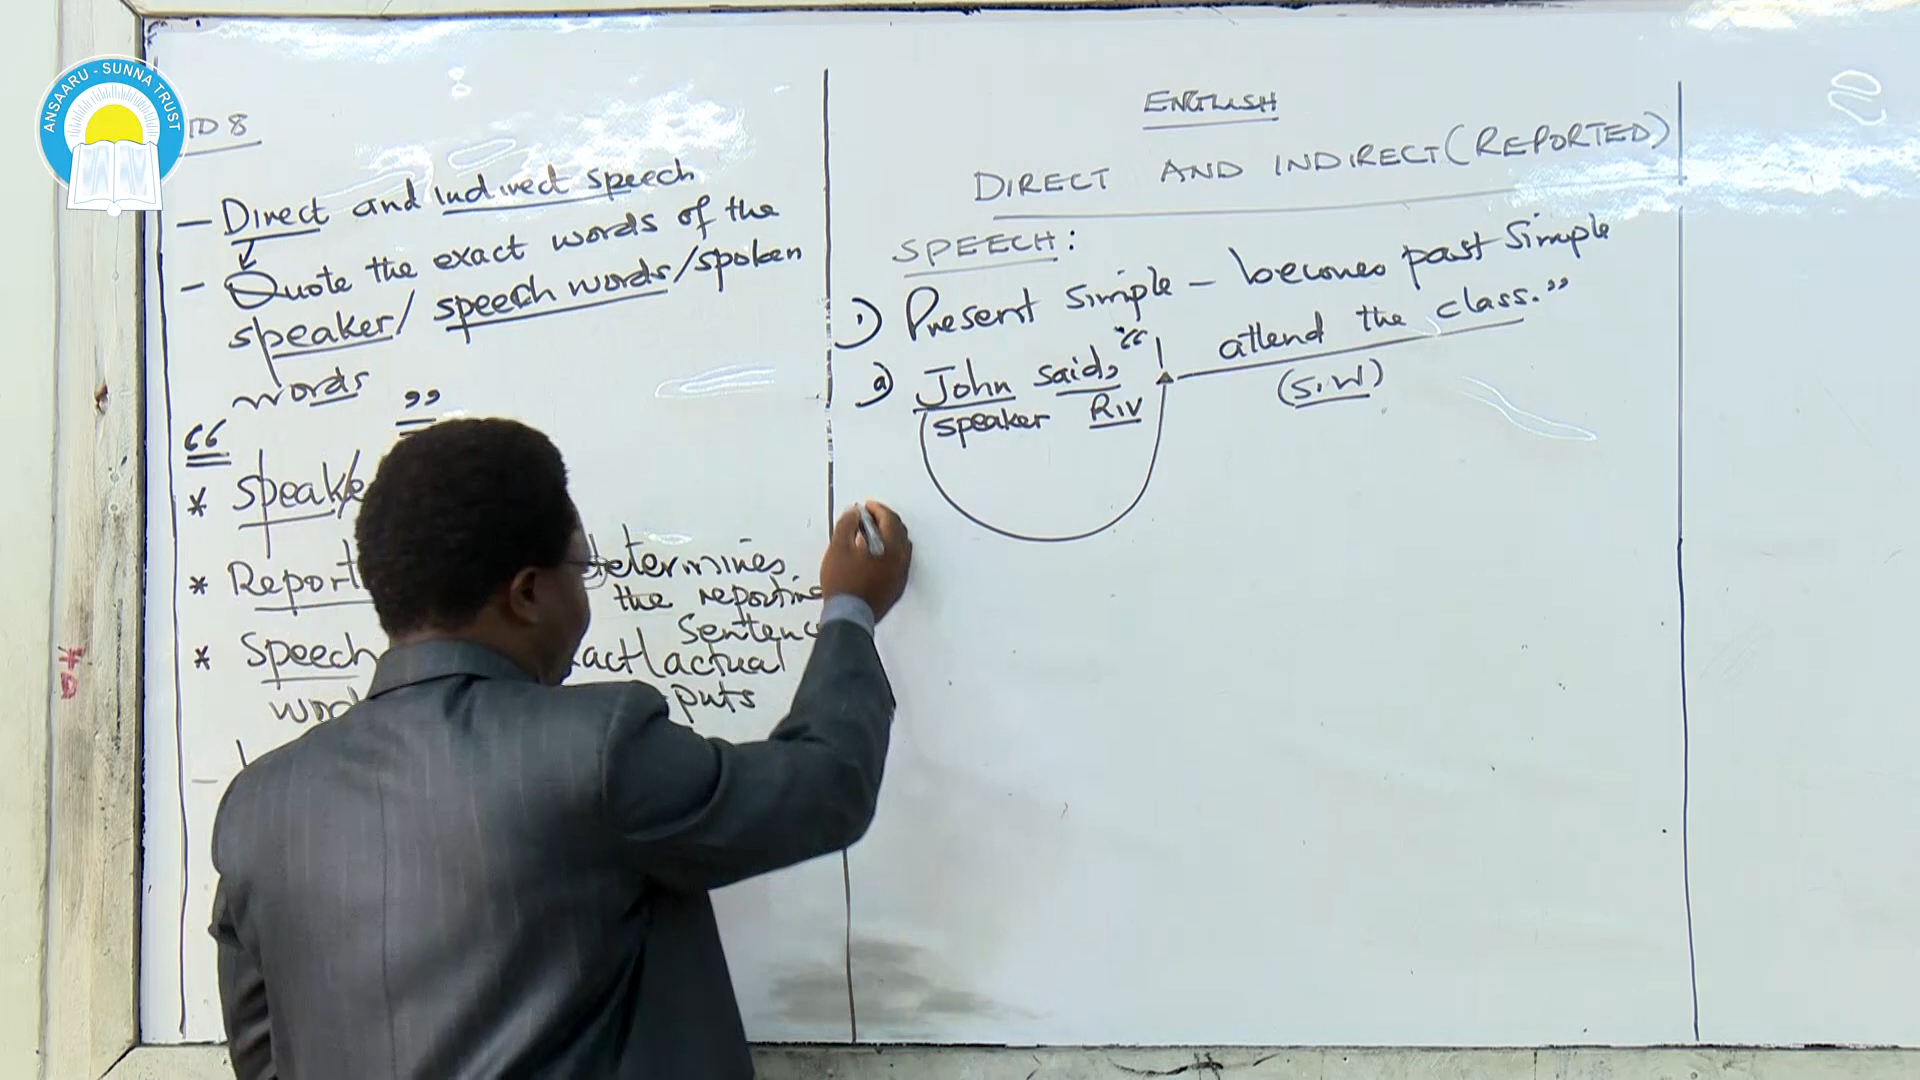 ANSAARU - SUNNA TRUST
TD 8
- Direct and indirect speech
- Quote the exact words of the
speaker/ speech words/spoken
words
“ ”
* Speake
* Report determines
the reporting
sentence
* Speech exact/actual
word puts
ENGLISH
DIRECT AND INDIRECT (REPORTED)
SPEECH:
1) Present simple - becomes past simple
a) John said, “I attend the class.”
speaker R.V (S.W)